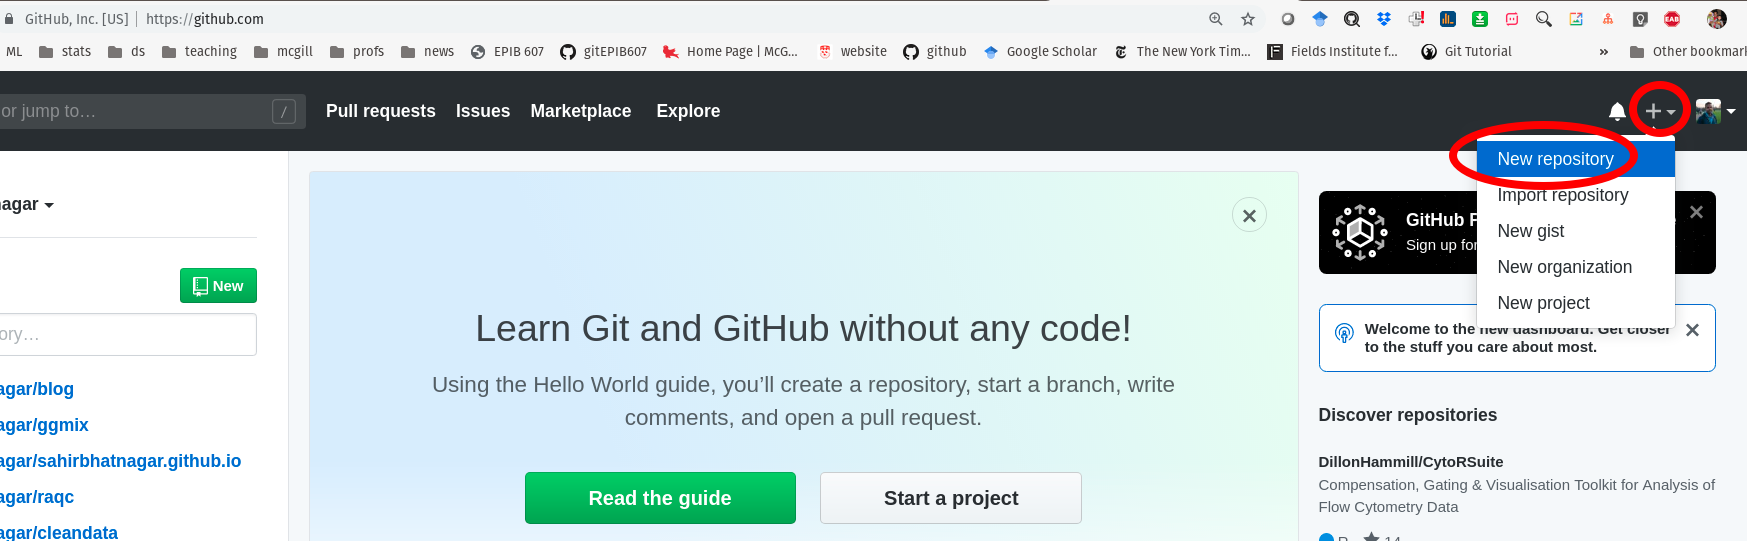 GitHub, Inc. [US] https://github.com
ML stats ds teaching mcgill profs news EPIB 607 gitEPIB607 Home Page | McG... website github Google Scholar The New York Tim... Fields Institute f... Git Tutorial » Other bookmar
or jump to… / Pull requests Issues Marketplace Explore
New repository
Import repository
New gist
New organization
New project
agar
New
ory…
agar/blog
agar/ggmix
agar/sahirbhatnagar.github.io
agar/raqc
agar/cleandata
Learn Git and GitHub without any code!
Using the Hello World guide, you’ll create a repository, start a branch, write
comments, and open a pull request.
Read the guide Start a project
GitHub
Sign up for
Welcome to the new dashboard. Get closer
to the stuff you care about most.
Discover repositories
DillonHammill/CytoRSuite
Compensation, Gating & Visualisation Toolkit for Analysis of
Flow Cytometry Data
R 14